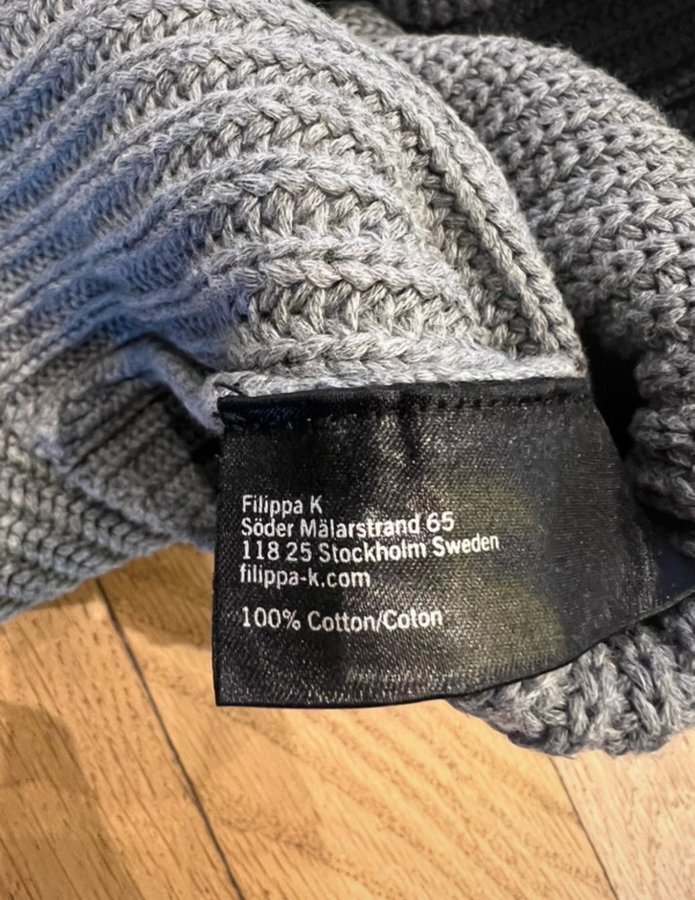 Filippa K
Söder Mälarstrand 65
118 25 Stockholm Sweden
filippa-k.com
100% Cotton/Coton